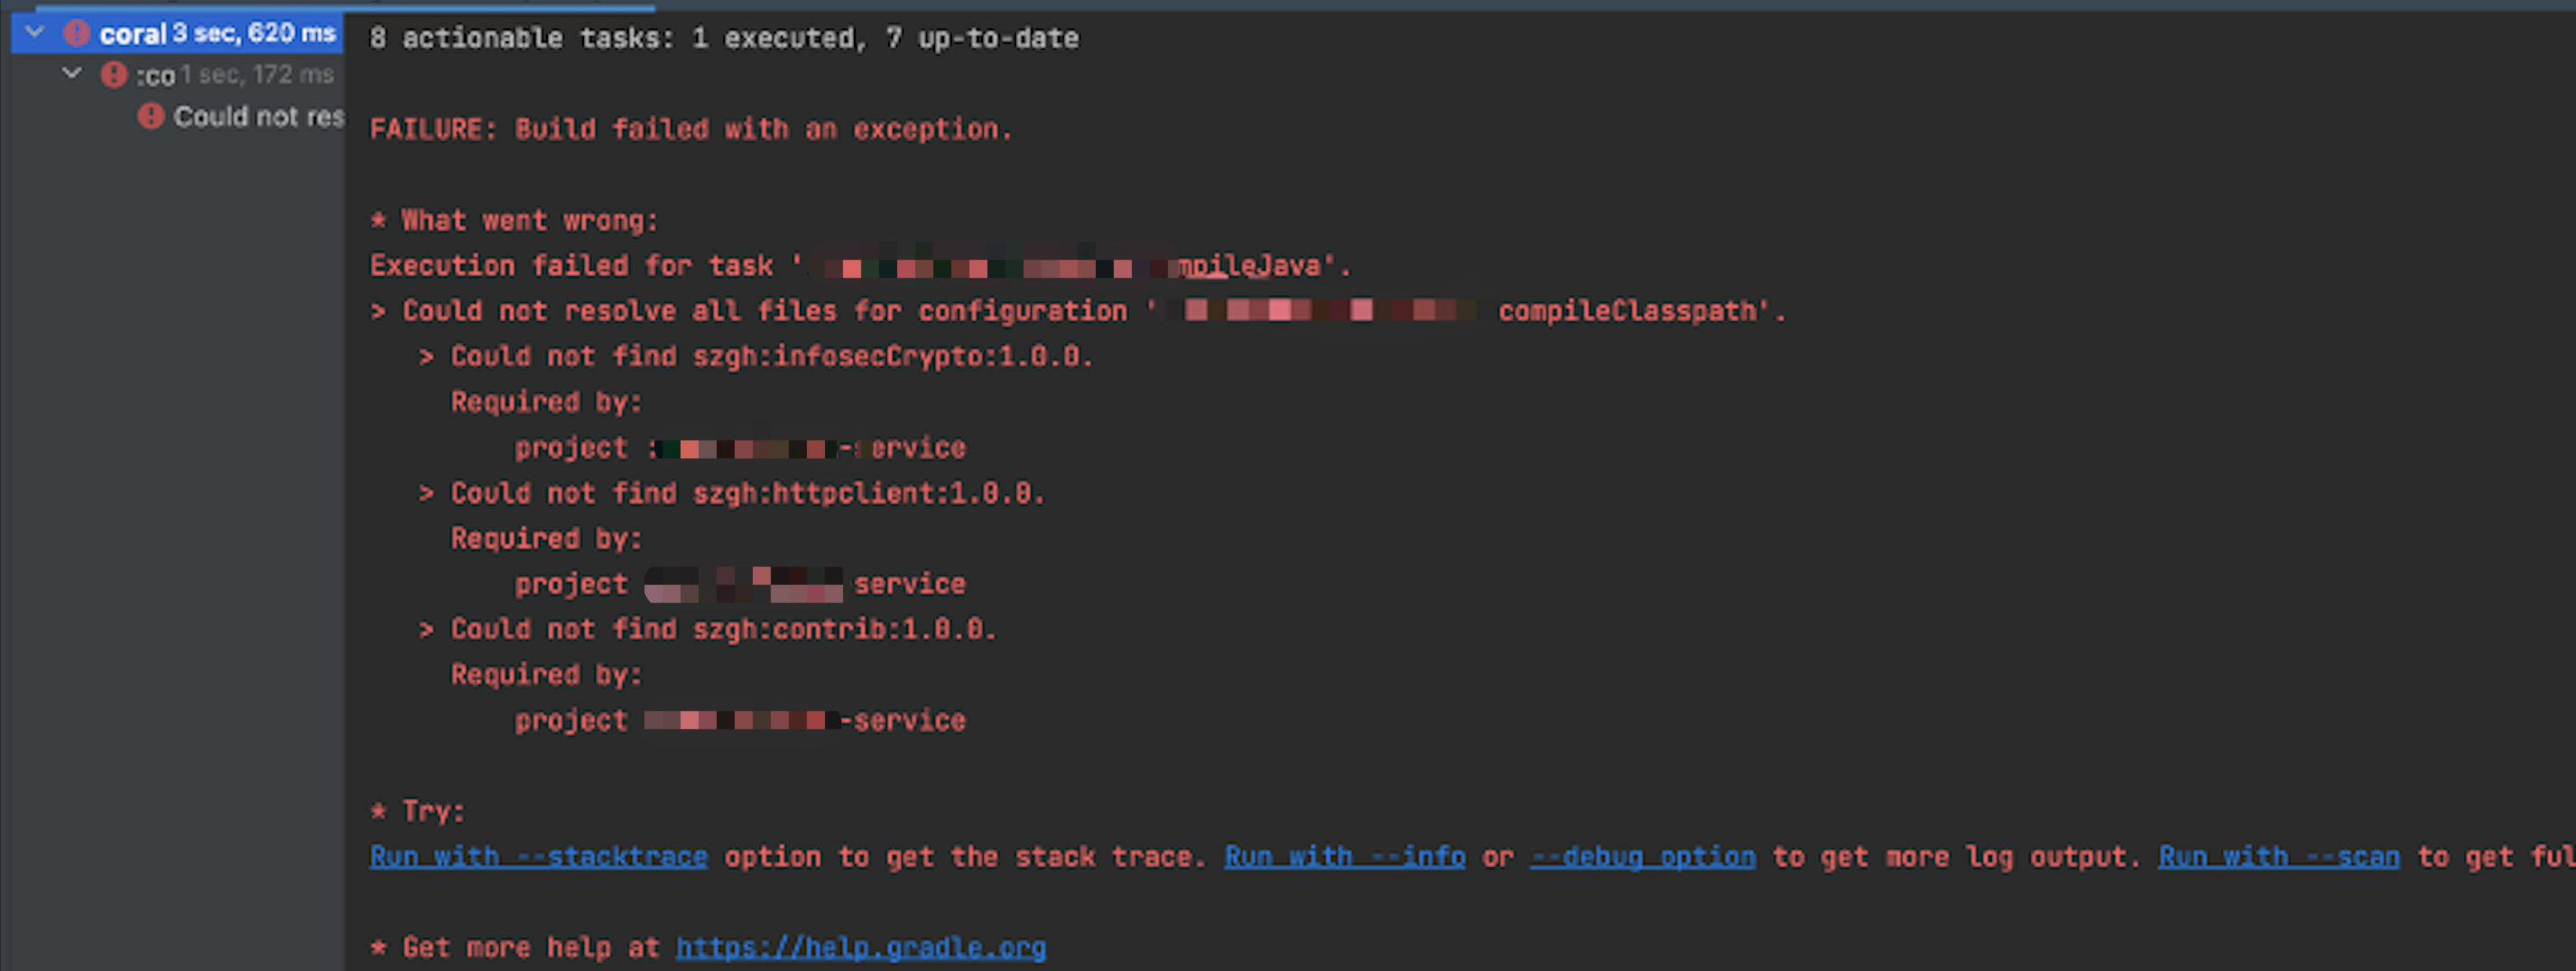 coral 3 sec, 620 ms
:co 1 sec, 172 ms
Could not res
8 actionable tasks: 1 executed, 7 up-to-date
FAILURE: Build failed with an exception.
* What went wrong:
Execution failed for task 'mpileJava'.
> Could not resolve all files for configuration ' compileClasspath'.
> Could not find szgh:infosecCrypto:1.0.0.
Required by:
project :-service
> Could not find szgh:httpclient:1.0.0.
Required by:
project service
> Could not find szgh:contrib:1.0.0.
Required by:
project -service
* Try:
Run with --stacktrace option to get the stack trace. Run with --info or --debug option to get more log output. Run with --scan to get ful
* Get more help at https://help.gradle.org